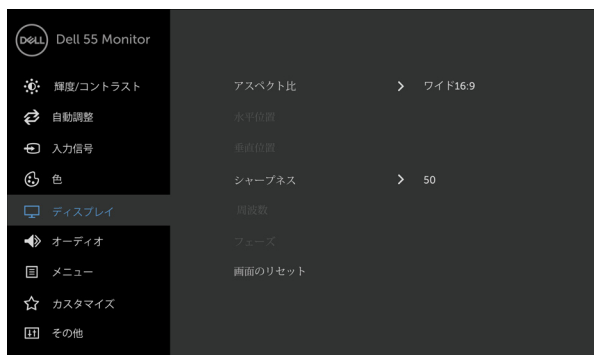 DELL
Dell 55 Monitor
輝度/コントラスト
自動調整
入力信号
色
ディスプレイ
オーディオ
メニュー
カスタマイズ
その他
アスペクト比 ワイド16:9
水平位置
垂直位置
シャープネス 50
周波数
フェーズ
画面のリセット